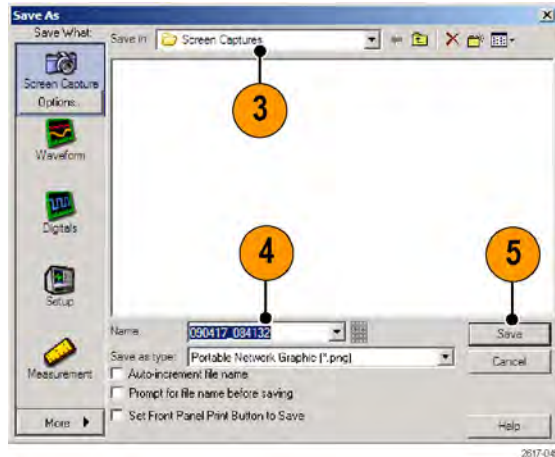 Save As
Save What:
Save in: Screen Captures
Screen Capture
Options...
3
Waveform
Digitals
4
5
Setup
Name 090417_084132
Save
Save as type: Portable Network Graphic (*.png)
Cancel
Measurement
Auto-increment file name
Prompt for file name before saving
Set Front Panel Print Button to Save
More
Help
2617-04